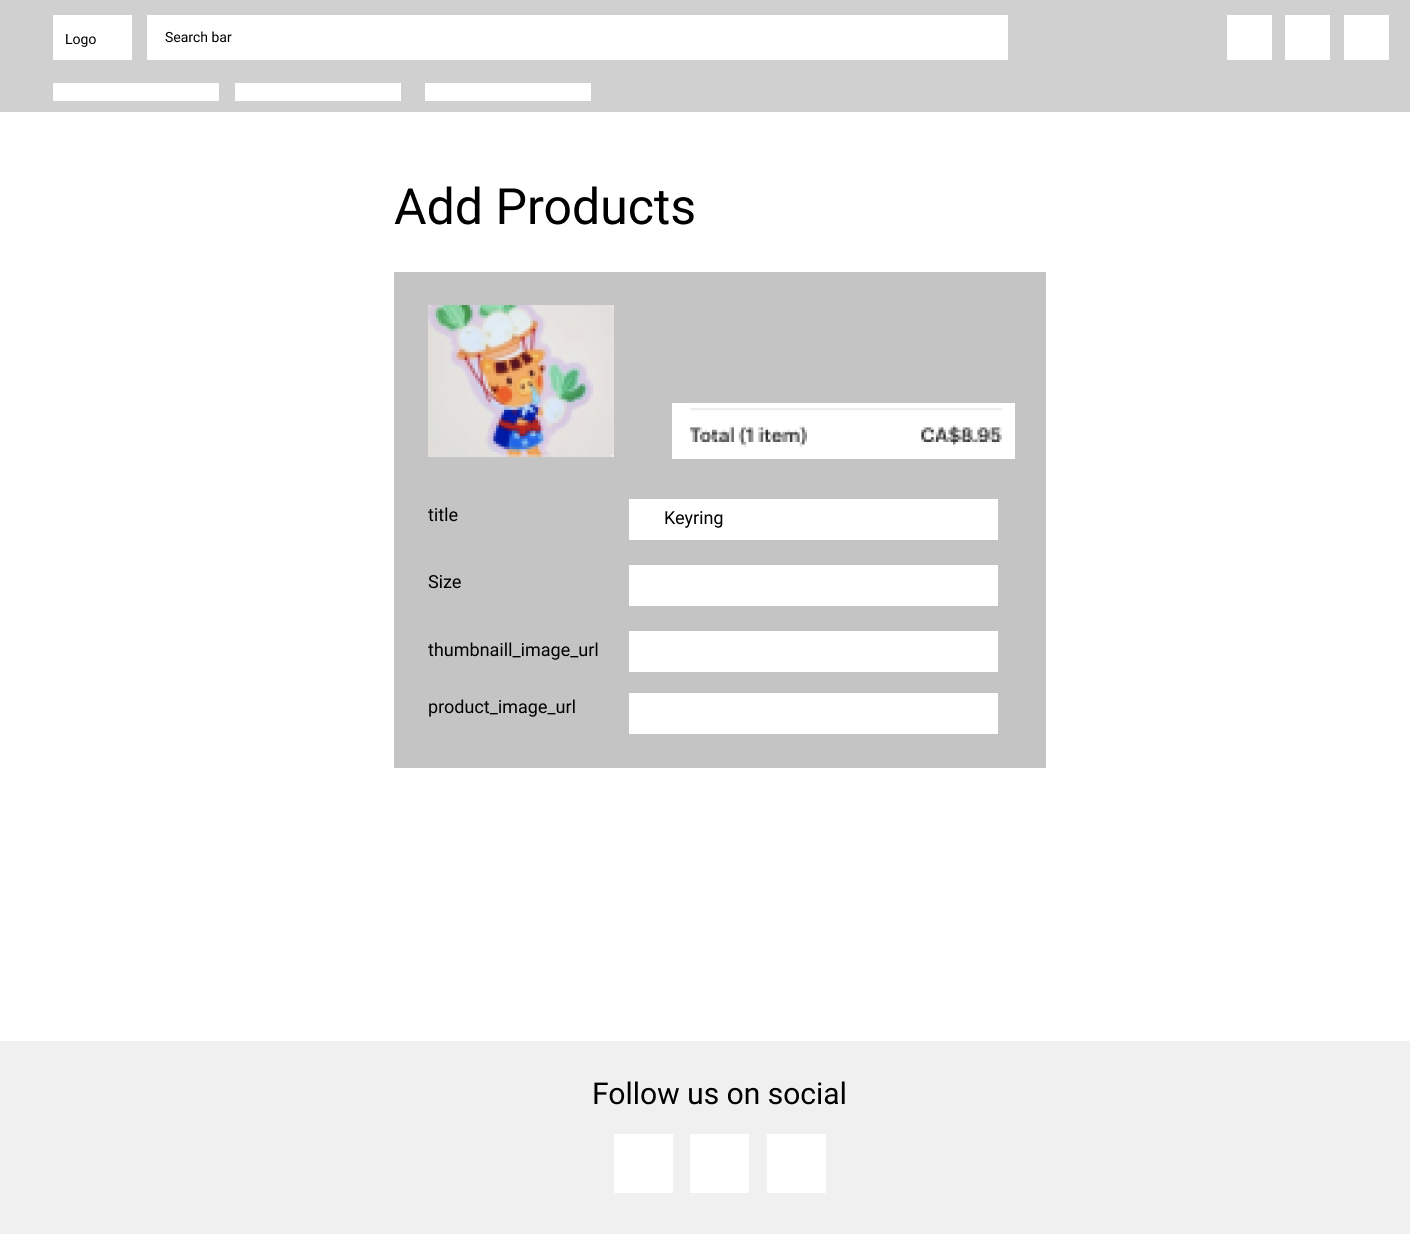 Logo
Search bar
Add Products
Total (1 item) CA$8.95
title
Keyring
Size
thumbnaill_image_url
product_image_url
Follow us on social